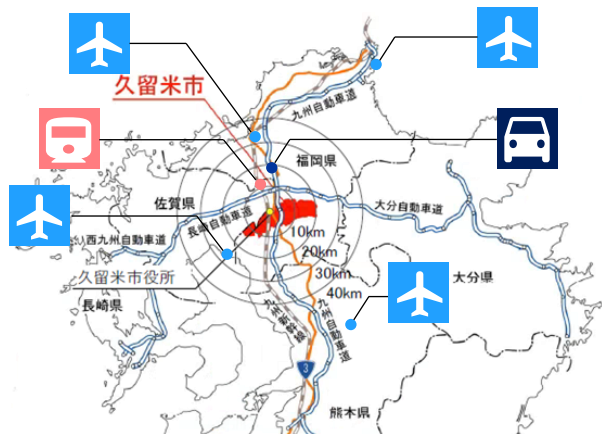 久留米市
九州自動車道
福岡県
佐賀県
長崎自動車道
大分自動車道
西九州自動車道
10km
20km
30km
40km
久留米市役所
大分県
長崎県
九州新幹線
九州自動車道
3
熊本県